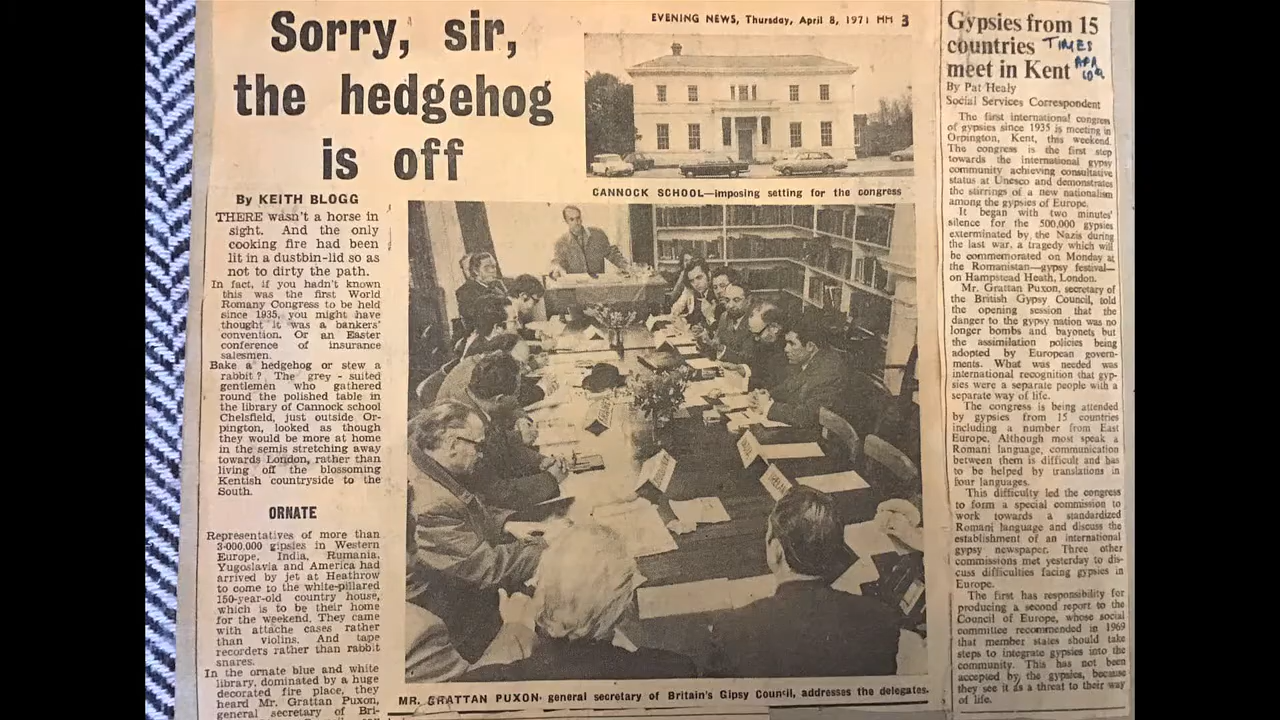 Sorry, sir,
the hedgehog
is off
By KEITH BLOGG
THERE wasn't a horse in
sight. And the only
cooking fire had been
lit in a dustbin-lid so as
not to dirty the path.
In fact, if you hadn't known
this was the first World
Romany Congress to be held
since 1935, you might have
thought it was a bankers'
convention. Or an Easter
conference of insurance
salesmen.
Bake a hedgehog or stew a
rabbit? The grey - suited
gentlemen who gathered
round the polished table in
the library of Cannock school
Chelsfield, just outside Or-
pington, looked as though
they would be more at home
in the semis stretching away
towards London, rather than
living off the blossoming
Kentish countryside to the
South.
ORNATE
Representatives of more than
3·000,000 gipsies in Western
Europe, India, Rumania,
Yugoslavia and America had
arrived by jet at Heathrow
to come to the white-pillared
150-year-old country house,
which is to be their home
for the weekend. They came
with attache cases rather
than violins. And tape
recorders rather than rabbit
snares.
In the ornate blue and white
library, dominated by a huge
decorated fire place, they
heard Mr. Grattan Puxon,
general secretary of Bri-
EVENING NEWS, Thursday, April 8, 1971 HH 3
CANNOCK SCHOOL—imposing setting for the congress
MR. GRATTAN PUXON, general secretary of Britain's Gipsy Council, addresses the delegates.
Gypsies from 15
countries TIMES
meet in Kent
By Pat Healy
Social Services Correspondent
The first international congress
of gypsies since 1935 is meeting in
Orpington, Kent, this weekend.
The congress is the first step
towards the international gypsy
community achieving consultative
status at Unesco and demonstrates
the stirrings of a new nationalism
among the gypsies of Europe.
It began with two minutes'
silence for the 500,000 gypsies
exterminated by the Nazis during
the last war, a tragedy which will
be commemorated on Monday at
the Romanistan—gypsy festival—
on Hampstead Heath, London.
Mr. Grattan Puxon, secretary of
the British Gypsy Council, told
the opening session that the
danger to the gypsy nation was no
longer bombs and bayonets but
the assimilation policies being
adopted by European govern-
ments. What was needed was
international recognition that gyp-
sies were a separate people with a
separate way of life.
The congress is being attended
by gypsies from 15 countries
including a number from East
Europe. Although most speak a
Romani language, communication
between them is difficult and has
to be helped by translations in
four languages.
This difficulty led the congress
to form a special commission to
work towards a standardized
Romani language and discuss the
establishment of an international
gypsy newspaper. Three other
commissions met yesterday to dis-
cuss difficulties facing gypsies in
Europe.
The first has responsibility for
producing a second report to the
Council of Europe, whose social
committee recommended in 1969
that member states should take
steps to integrate gypsies into the
community. This has not been
accepted by the gypsies, because
they see it as a threat to their way
of life.